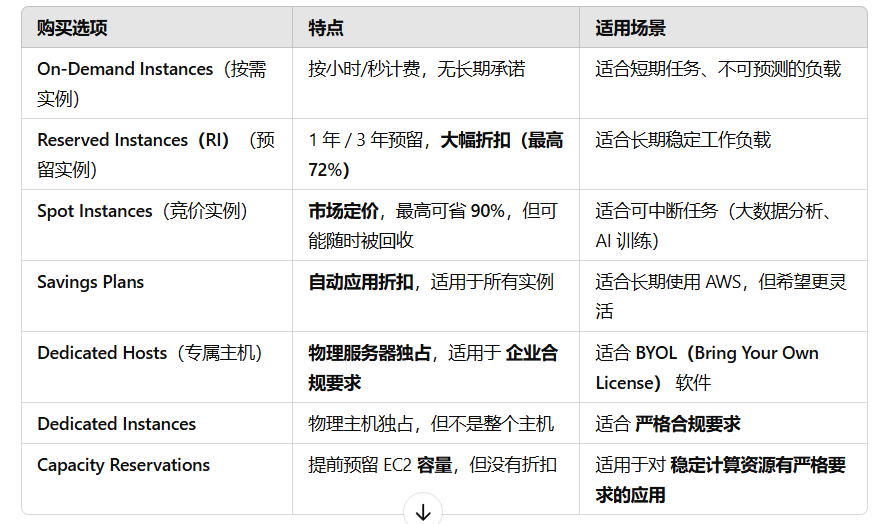 购买选项 特点 适用场景
On-Demand Instances（按需 按小时/秒计费，无长期承诺 适合短期任务、不可预测的负载
实例）
Reserved Instances（RI）（预 1 年 / 3 年预留，大幅折扣（最高 适合长期稳定工作负载
留实例） 72%）
Spot Instances（竞价实例） 市场定价，最高可省 90%，但可 适合可中断任务（大数据分析、
能随时被回收 AI 训练）
Savings Plans 自动应用折扣，适用于所有实例 适合长期使用 AWS，但希望更灵
活
Dedicated Hosts（专属主机） 物理服务器独占，适用于 企业合 适合 BYOL（Bring Your Own
规要求 License） 软件
Dedicated Instances 物理主机独占，但不是整个主机 适合 严格合规要求
Capacity Reservations 提前预留 EC2 容量，但没有折扣 适用于对 稳定计算资源有严格要
求的应用